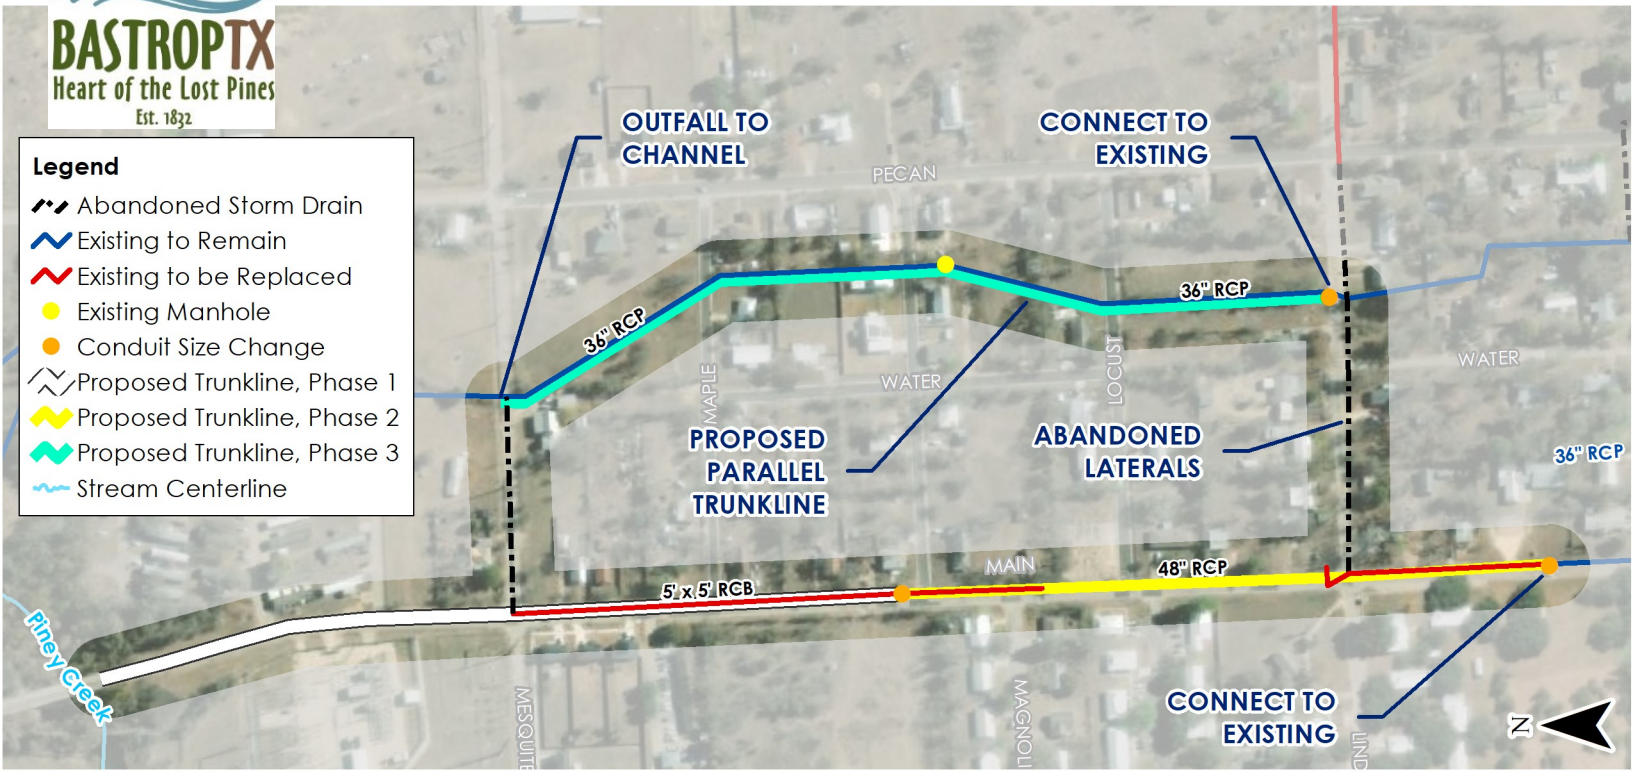 BASTROPTX
Heart of the Lost Pines
Est. 1832
Legend
Abandoned Storm Drain
Existing to Remain
Existing to be Replaced
Existing Manhole
Conduit Size Change
Proposed Trunkline, Phase 1
Proposed Trunkline, Phase 2
Proposed Trunkline, Phase 3
Stream Centerline
OUTFALL TO
CHANNEL
CONNECT TO
EXISTING
PECAN
36" RCP
36" RCP
MAPLE
WATER
LOCUST
WATER
PROPOSED
PARALLEL
TRUNKLINE
ABANDONED
LATERALS
36" RCP
MAIN
48" RCP
5' x 5' RCB
Piney Creek
MESQUITE
MAGNOLI
LIND
CONNECT TO
EXISTING
N